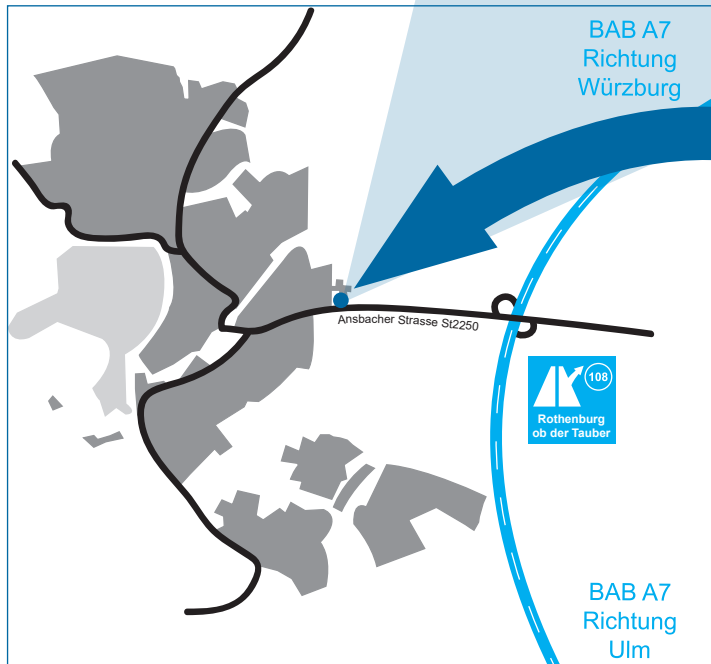 BAB A7
Richtung
Würzburg
Ansbacher Strasse St2250
108
Rothenburg
ob der Tauber
BAB A7
Richtung
Ulm